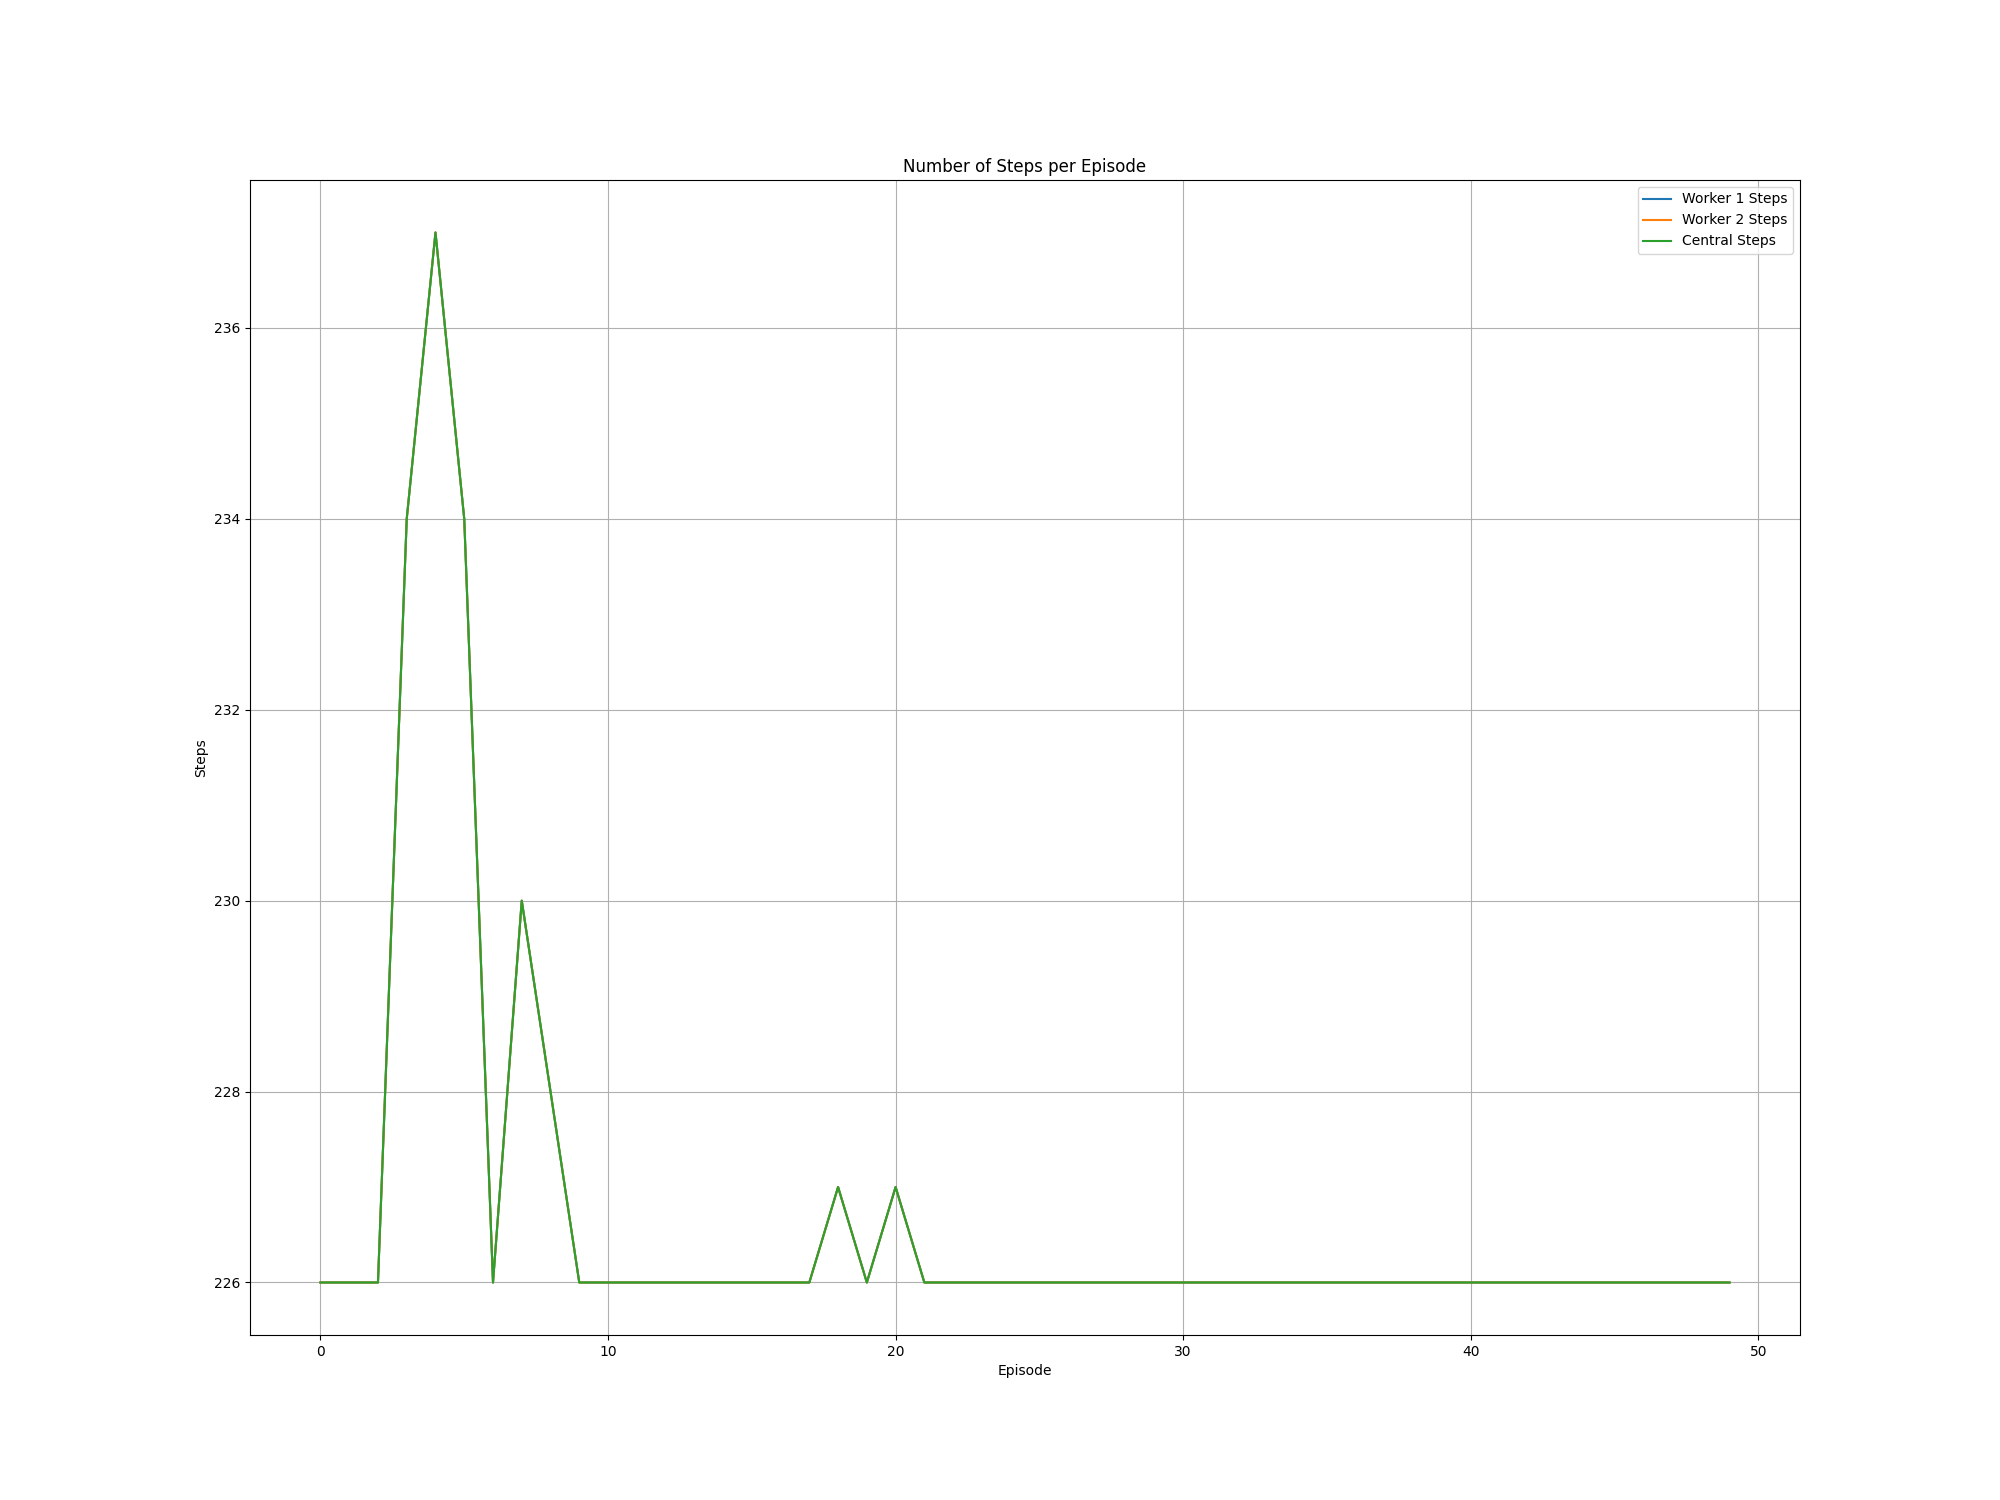 Number of Steps per Episode
Worker 1 Steps
Worker 2 Steps
Central Steps
236
234
232
230
228
226
Steps
0 10 20 30 40 50
Episode